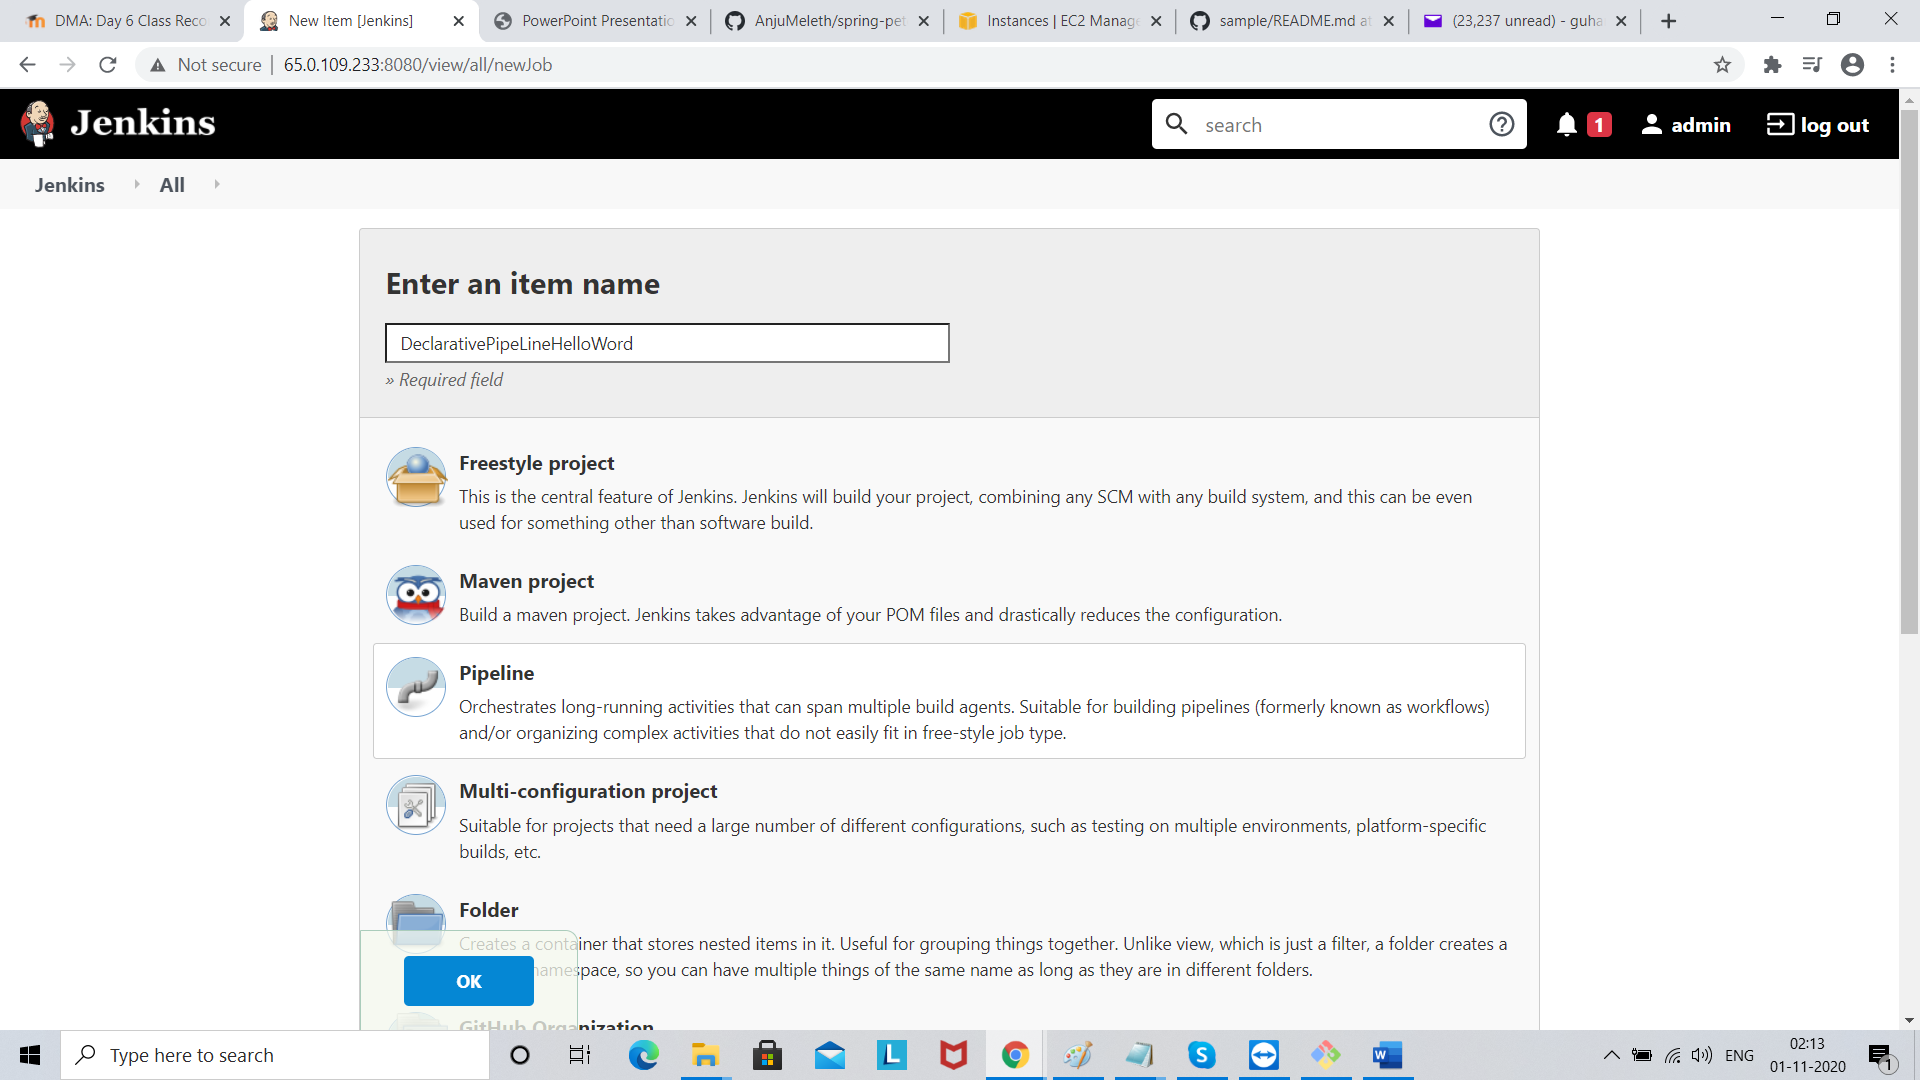 DMA: Day 6 Class Reco
New Item [Jenkins]
PowerPoint Presentatio
AnjuMeleth/spring-pet
Instances | EC2 Manage
sample/README.md at
(23,237 unread) - guha
Not secure
65.0.109.233:8080/view/all/newJob
Jenkins
search
1
admin
log out
Jenkins
All
Enter an item name
DeclarativePipeLineHelloWord
» Required field
Freestyle project
This is the central feature of Jenkins. Jenkins will build your project, combining any SCM with any build system, and this can be even
used for something other than software build.
Maven project
Build a maven project. Jenkins takes advantage of your POM files and drastically reduces the configuration.
Pipeline
Orchestrates long-running activities that can span multiple build agents. Suitable for building pipelines (formerly known as workflows)
and/or organizing complex activities that do not easily fit in free-style job type.
Multi-configuration project
Suitable for projects that need a large number of different configurations, such as testing on multiple environments, platform-specific
builds, etc.
Folder
Creates a container that stores nested items in it. Useful for grouping things together. Unlike view, which is just a filter, a folder creates a
namespace, so you can have multiple things of the same name as long as they are in different folders.
OK
GitHub Organization
Type here to search
ENG
02:13
01-11-2020
1